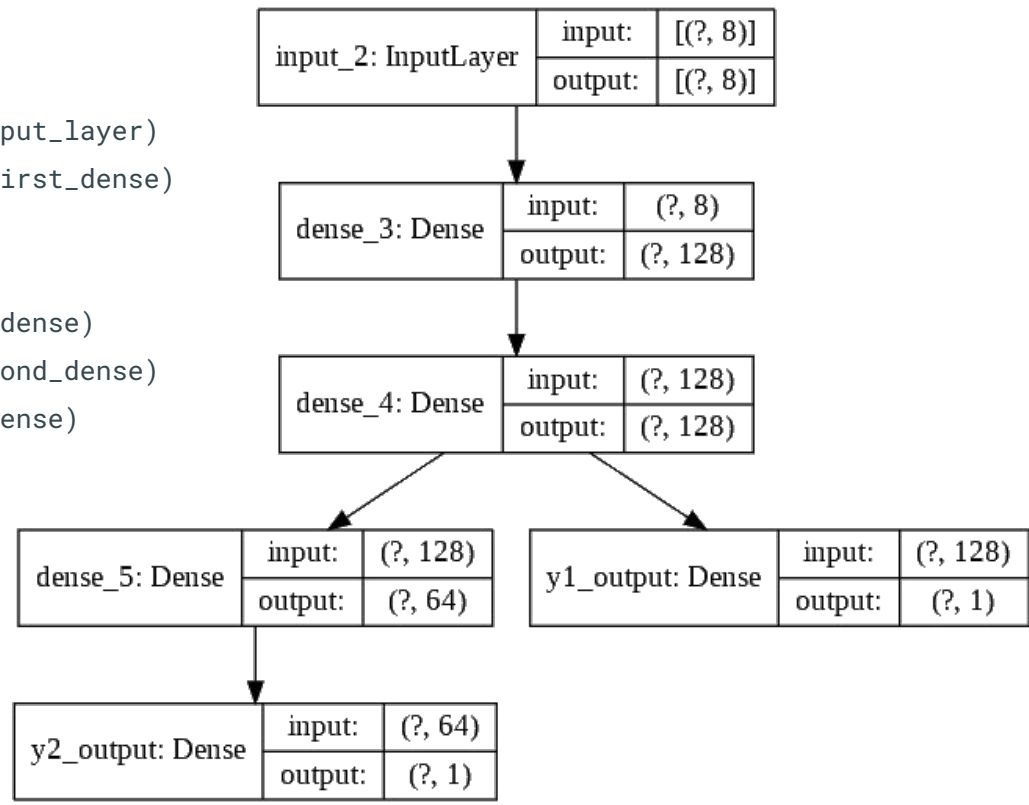 input_2: InputLayer
input: [(?, 8)]
output: [(?, 8)]
put_layer)
irst_dense)
dense_3: Dense
input: (?, 8)
output: (?, 128)
dense)
ond_dense)
ense)
dense_4: Dense
input: (?, 128)
output: (?, 128)
dense_5: Dense
input: (?, 128)
output: (?, 64)
y1_output: Dense
input: (?, 128)
output: (?, 1)
y2_output: Dense
input: (?, 64)
output: (?, 1)